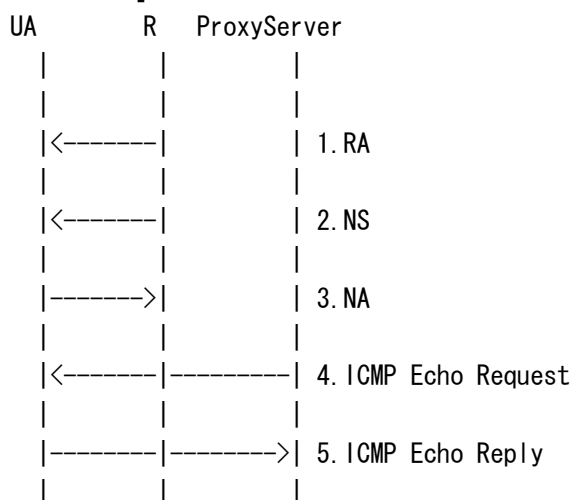 UA R ProxyServer
| | |
| | |
|<-------| | 1.RA
| | |
|<-------| | 2.NS
| | |
|------->| | 3.NA
| | |
|<-------|---------| 4.ICMP Echo Request
| | |
|--------|-------->| 5.ICMP Echo Reply
| | |